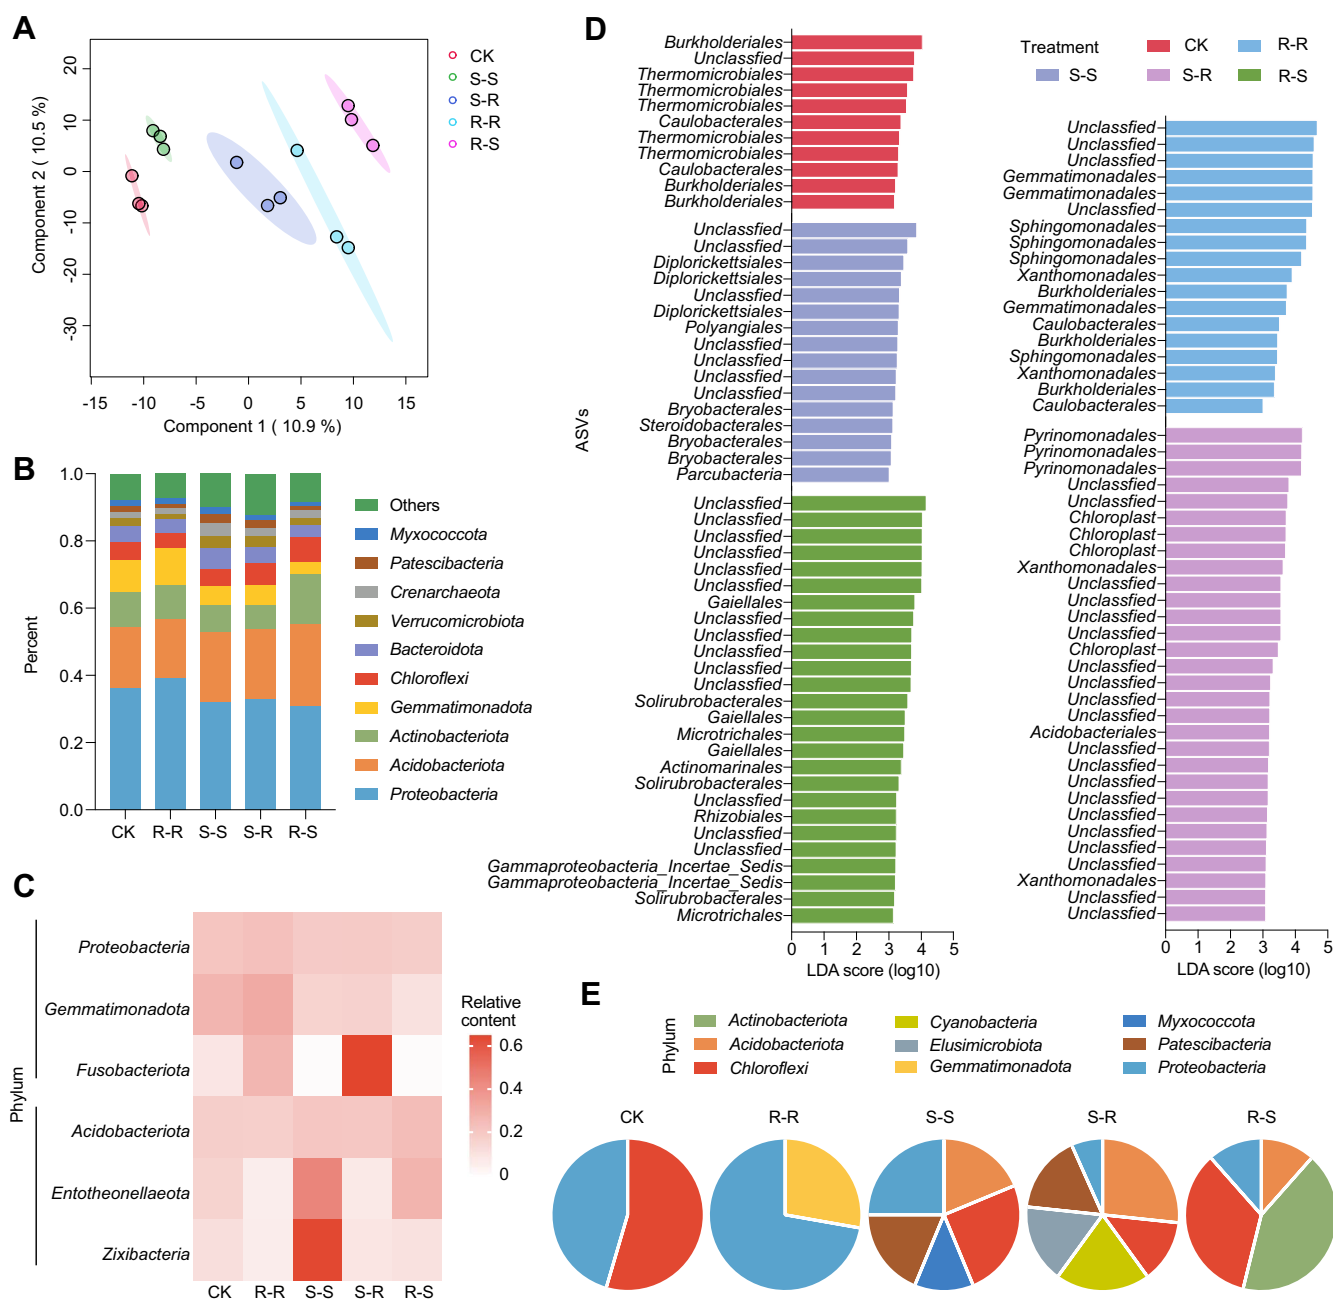 A
CK
S-S
S-R
R-R
R-S
20
10
0
-10
-20
-30
-15 -10 -5 0 5 10 15
Component 2 ( 10.5 %)
Component 1 ( 10.9 %)
B
Percent
1.0
0.8
0.6
0.4
0.2
0.0
CK R-R S-S S-R R-S
Others
Myxococcota
Patescibacteria
Crenarchaeota
Verrucomicrobiota
Bacteroidota
Chloroflexi
Gemmatimonadota
Actinobacteriota
Acidobacteriota
Proteobacteria
C
Phylum
Proteobacteria
Gemmatimonadota
Fusobacteriota
Acidobacteriota
Entotheonellaeota
Zixibacteria
CK R-R S-S S-R R-S
Relative
content
0.6
0.4
0.2
0
D
Treatment
CK
R-R
S-S
S-R
R-S
ASVs
Burkholderiales
Unclassfied
Thermomicrobiales
Thermomicrobiales
Thermomicrobiales
Caulobacterales
Thermomicrobiales
Thermomicrobiales
Caulobacterales
Burkholderiales
Burkholderiales
Unclassfied
Unclassfied
Diplorickettsiales
Diplorickettsiales
Unclassfied
Diplorickettsiales
Polyangiales
Unclassfied
Unclassfied
Unclassfied
Unclassfied
Bryobacterales
Steroidobacterales
Bryobacterales
Bryobacterales
Parcubacteria
Unclassfied
Unclassfied
Unclassfied
Unclassfied
Unclassfied
Unclassfied
Gaiellales
Unclassfied
Unclassfied
Unclassfied
Unclassfied
Unclassfied
Solirubrobacterales
Gaiellales
Microtrichales
Gaiellales
Actinomarinales
Solirubrobacterales
Unclassfied
Rhizobiales
Unclassfied
Unclassfied
Gammaproteobacteria_Incertae_Sedis
Gammaproteobacteria_Incertae_Sedis
Solirubrobacterales
Microtrichales
0 1 2 3 4 5
LDA score (log10)
Unclassfied
Unclassfied
Unclassfied
Gemmatimonadales
Gemmatimonadales
Unclassfied
Sphingomonadales
Sphingomonadales
Sphingomonadales
Xanthomonadales
Burkholderiales
Gemmatimonadales
Caulobacterales
Burkholderiales
Sphingomonadales
Xanthomonadales
Burkholderiales
Caulobacterales
Pyrinomonadales
Pyrinomonadales
Pyrinomonadales
Unclassfied
Unclassfied
Chloroplast
Chloroplast
Chloroplast
Xanthomonadales
Unclassfied
Unclassfied
Unclassfied
Unclassfied
Chloroplast
Unclassfied
Unclassfied
Unclassfied
Unclassfied
Acidobacteriales
Unclassfied
Unclassfied
Unclassfied
Unclassfied
Unclassfied
Unclassfied
Unclassfied
Unclassfied
Xanthomonadales
Unclassfied
Unclassfied
0 1 2 3 4 5
LDA score (log10)
E
Phylum
Actinobacteriota
Acidobacteriota
Chloroflexi
Cyanobacteria
Elusimicrobiota
Gemmatimonadota
Myxococcota
Patescibacteria
Proteobacteria
CK R-R S-S S-R R-S